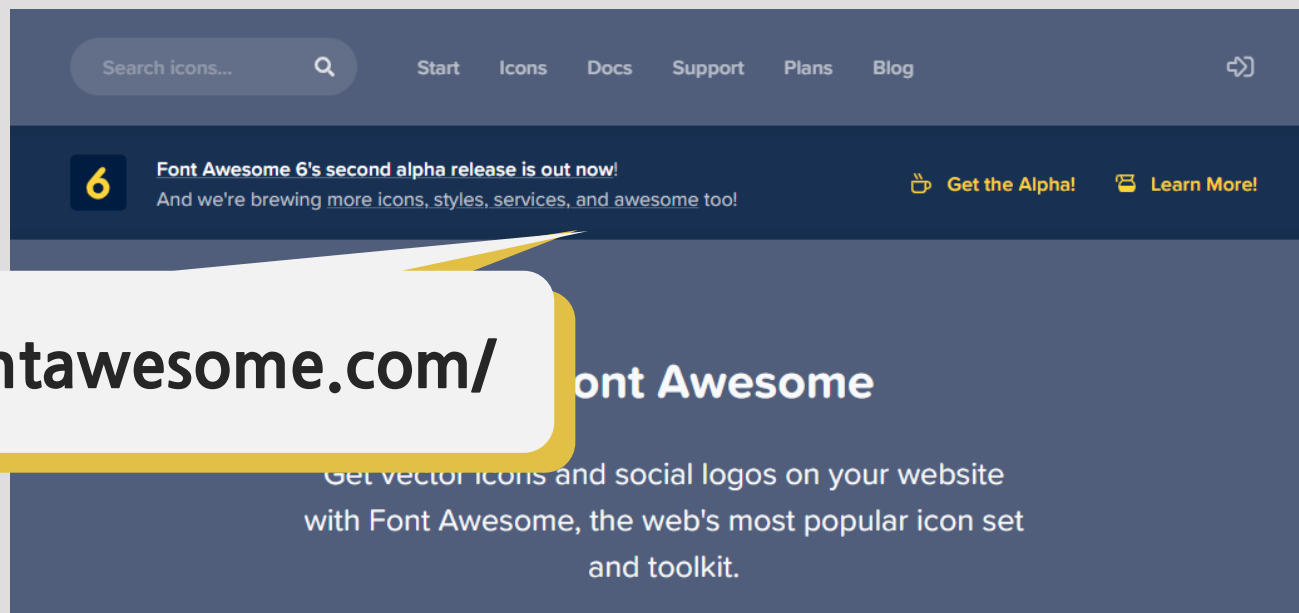 Search icons...
Start
Icons
Docs
Support
Plans
Blog
6
Font Awesome 6's second alpha release is out now!
And we're brewing more icons, styles, services, and awesome too!
Get the Alpha!
Learn More!
ntawesome.com/
ont Awesome
Get vector icons and social logos on your website
with Font Awesome, the web's most popular icon set
and toolkit.